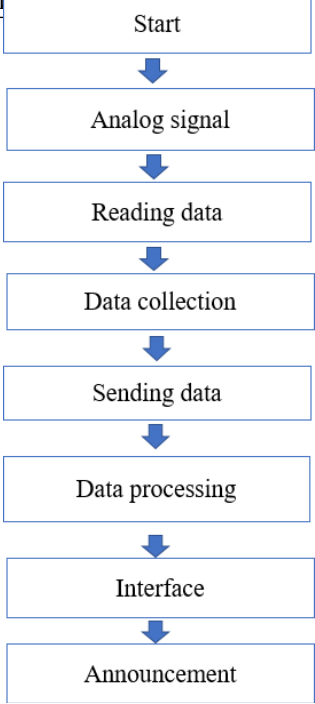 Start
Analog signal
Reading data
Data collection
Sending data
Data processing
Interface
Announcement